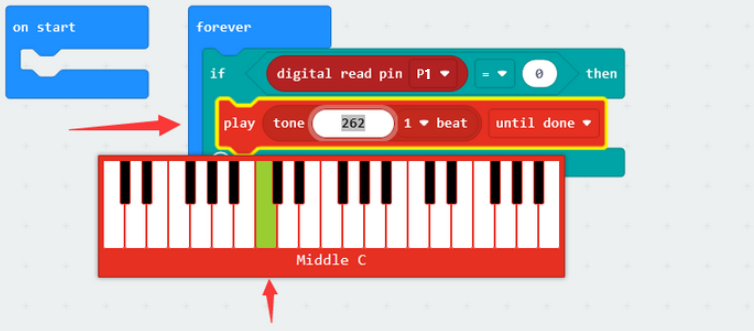 on start
forever
if digital read pin P1 = 0 then
play tone 262 1 beat until done
Middle C